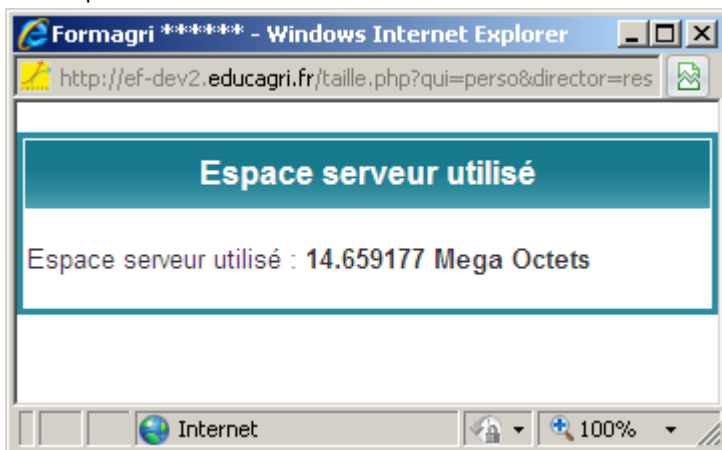 Formagri ****** - Windows Internet Explorer
http://ef-dev2.educagri.fr/taille.php?qui=perso&director=res
Espace serveur utilisé
Espace serveur utilisé : 14.659177 Mega Octets
Internet
100%